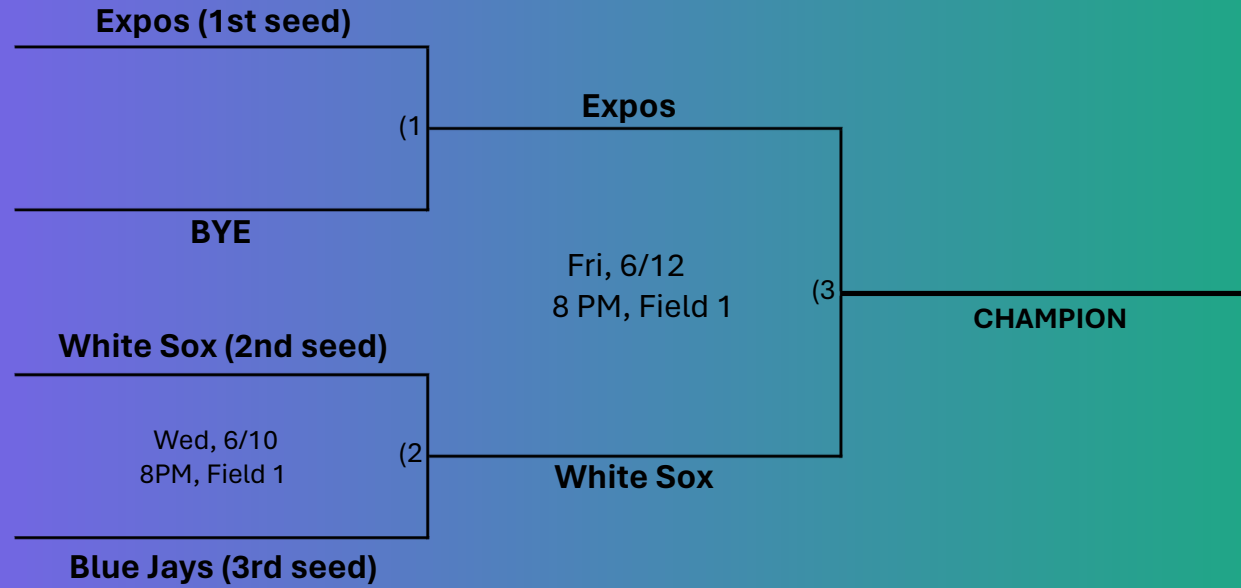 Expos (1st seed)
(1
Expos
BYE
Fri, 6/12
8 PM, Field 1
(3
CHAMPION
White Sox (2nd seed)
Wed, 6/10
8PM, Field 1
(2
White Sox
Blue Jays (3rd seed)